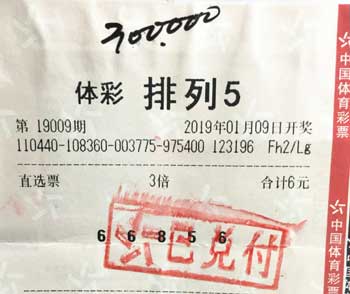 300.000
体彩 排列5
第 19009期 2019年01月09日开奖
110440-108360-003775-975400 123196 Fh2/Lg
直选票 3倍 合计6元
6 6 8 5 6
已兑付
中国体育彩票
中国体育彩票